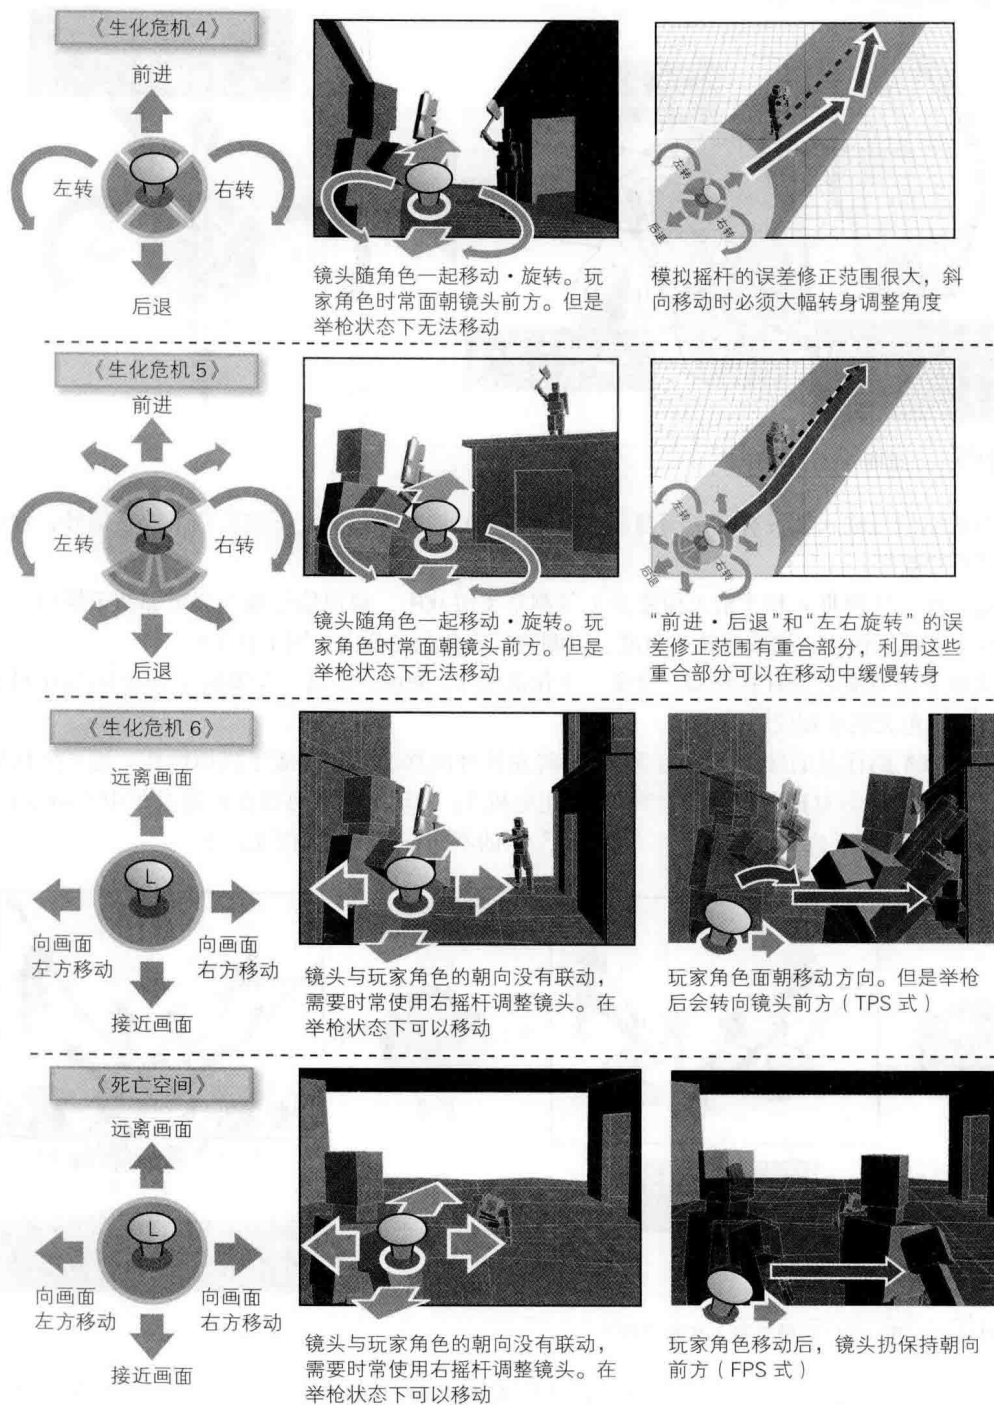 《生化危机4》
前进
左转
右转
后退
左转
右转
后退
镜头随角色一起移动·旋转。玩
家角色时常面朝镜头前方。但是
举枪状态下无法移动
模拟摇杆的误差修正范围很大，斜
向移动时必须大幅转身调整角度
《生化危机5》
前进
L
左转
右转
后退
左转
右转
后退
镜头随角色一起移动·旋转。玩
家角色时常面朝镜头前方。但是
举枪状态下无法移动
“前进·后退”和“左右旋转”的误
差修正范围有重合部分，利用这些
重合部分可以在移动中缓慢转身
《生化危机6》
远离画面
L
向画面
左方移动
向画面
右方移动
接近画面
镜头与玩家角色的朝向没有联动，
需要时常使用右摇杆调整镜头。在
举枪状态下可以移动
玩家角色面朝移动方向。但是举枪
后会转向镜头前方（TPS 式）
《死亡空间》
远离画面
L
向画面
左方移动
向画面
右方移动
接近画面
镜头与玩家角色的朝向没有联动，
需要时常使用右摇杆调整镜头。在
举枪状态下可以移动
玩家角色移动后，镜头扔保持朝向
前方（FPS 式）